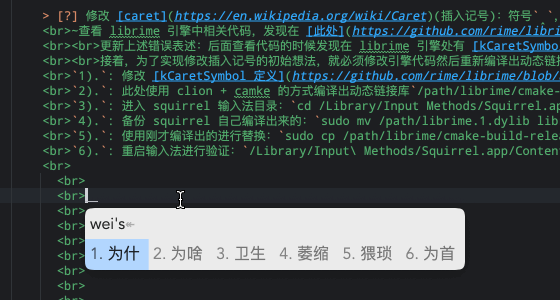 > [?] 修改 [caret](https://en.wikipedia.org/wiki/Caret)(插入记号): 符号` `
<br>~查看 librime 引擎中相关代码, 发现在 [此处](https://github.com/rime/librime
<br><br>更新上述错误表述: 后面查看代码的时候发现在 librime 引擎处有 [kCaretSymbol
<br><br>接着, 为了实现修改插入记号的初始想法, 就必须修改引擎代码然后重新编译出动态链
<br>`1).`: 修改 [kCaretSymbol 定义](https://github.com/rime/librime/blob/
<br>`2).`: 此处使用 clion + camke 的方式编译出动态链接库`/path/librime/cmake-
<br>`3).`: 进入 squirrel 输入法目录: `cd /Library/Input Methods/Squirrel.ap
<br>`4).`: 备份 squirrel 自己编译出来的: `sudo mv /path/librime.1.dylib lib
<br>`5).`: 使用刚才编译出的进行替换: `sudo cp /path/librime/cmake-build-rele
<br>`6).`: 重启输入法进行验证: `/Library/Input\ Methods/Squirrel.app/Conten
<br>
<br>
<br>
<br>
wei's
<br>
1. 为什 2. 为啥 3. 卫生 4. 萎缩 5. 猥琐 6. 为首
<br>
<br>
<br>